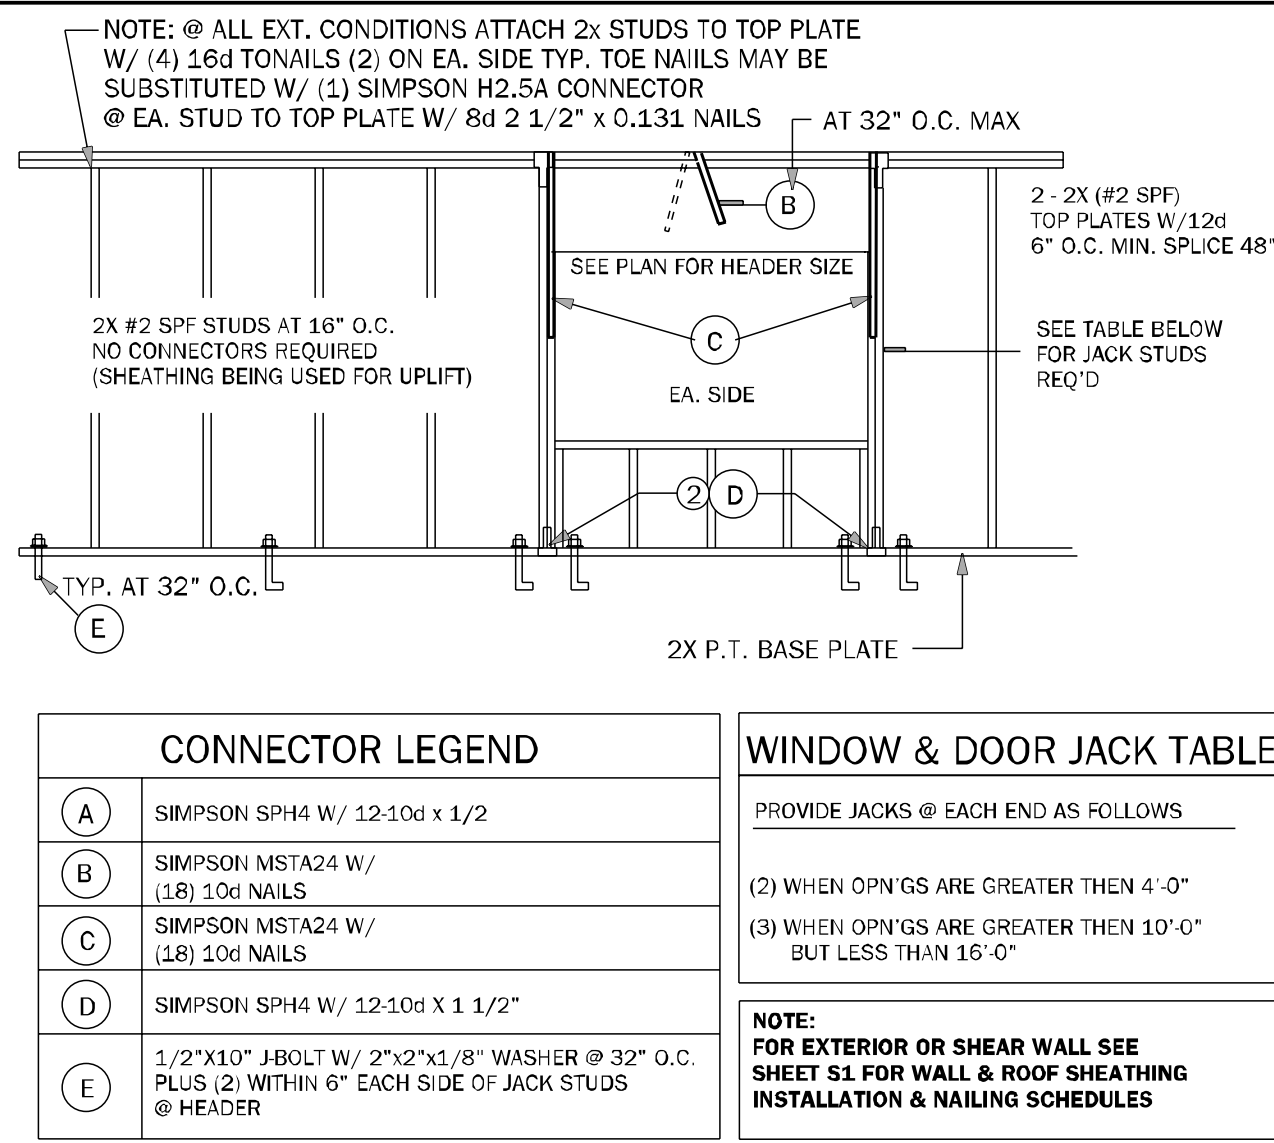 NOTE: @ ALL EXT. CONDITIONS ATTACH 2x STUDS TO TOP PLATE
W/ (4) 16d TONAILS (2) ON EA. SIDE TYP. TOE NAIILS MAY BE
SUBSTITUTED W/ (1) SIMPSON H2.5A CONNECTOR
@ EA. STUD TO TOP PLATE W/ 8d 2 1/2" x 0.131 NAILS
AT 32" O.C. MAX
B
2 - 2X (#2 SPF)
TOP PLATES W/12d
6" O.C. MIN. SPLICE 48"
SEE PLAN FOR HEADER SIZE
2X #2 SPF STUDS AT 16" O.C.
NO CONNECTORS REQUIRED
(SHEATHING BEING USED FOR UPLIFT)
C
EA. SIDE
SEE TABLE BELOW
FOR JACK STUDS
REQ'D
2 D
TYP. AT 32" O.C.
E
2X P.T. BASE PLATE
CONNECTOR LEGEND
A
SIMPSON SPH4 W/ 12-10d x 1/2
B
SIMPSON MSTA24 W/
(18) 10d NAILS
C
SIMPSON MSTA24 W/
(18) 10d NAILS
D
SIMPSON SPH4 W/ 12-10d X 1 1/2"
E
1/2"X10" J-BOLT W/ 2"x2"x1/8" WASHER @ 32" O.C.
PLUS (2) WITHIN 6" EACH SIDE OF JACK STUDS
@ HEADER
WINDOW & DOOR JACK TABLE
PROVIDE JACKS @ EACH END AS FOLLOWS
(2) WHEN OPN'GS ARE GREATER THEN 4'-0"
(3) WHEN OPN'GS ARE GREATER THEN 10'-0"
BUT LESS THAN 16'-0"
NOTE:
FOR EXTERIOR OR SHEAR WALL SEE
SHEET S1 FOR WALL & ROOF SHEATHING
INSTALLATION & NAILING SCHEDULES